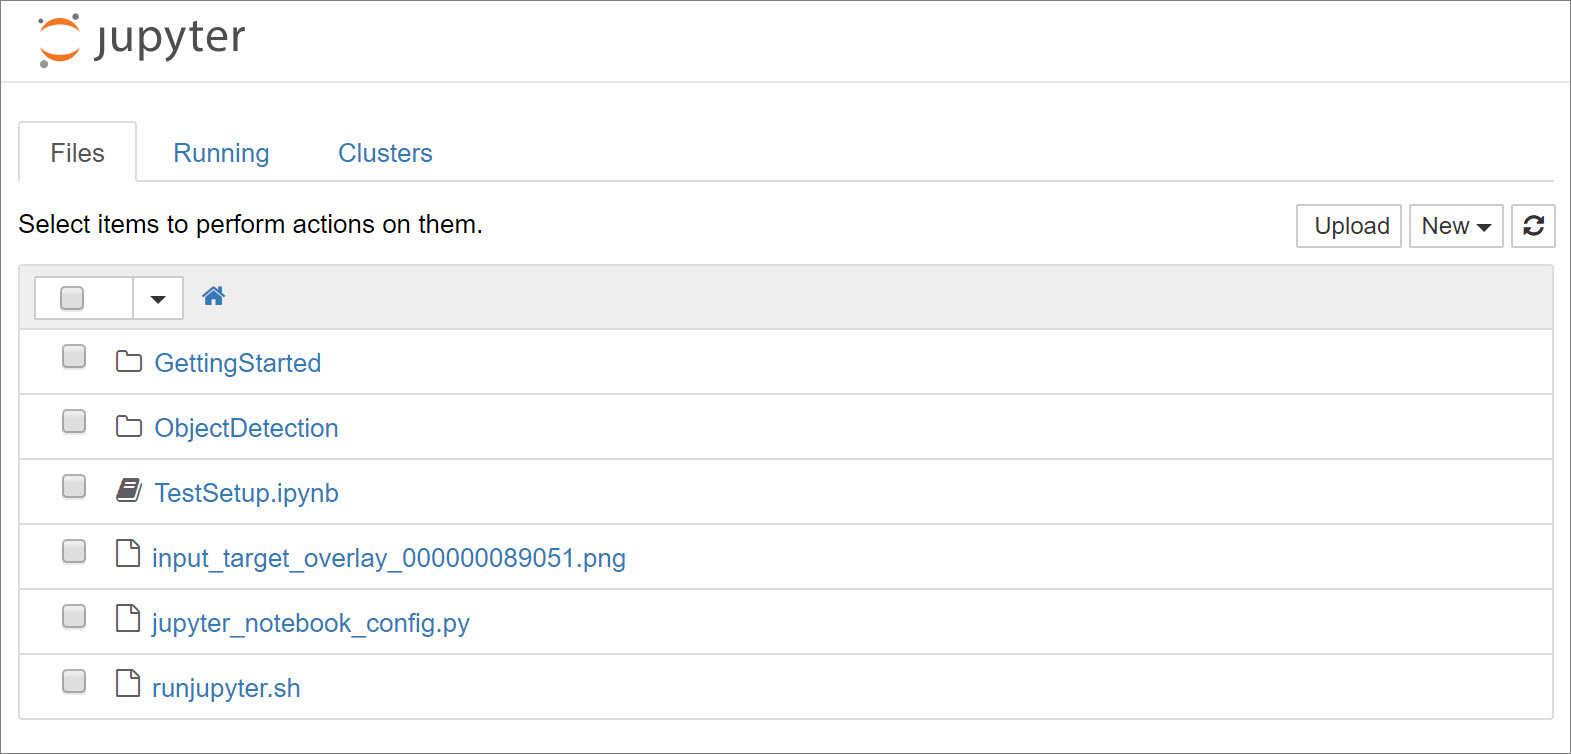 jupyter
Files Running Clusters
Select items to perform actions on them. Upload New
GettingStarted
ObjectDetection
TestSetup.ipynb
input_target_overlay_000000089051.png
jupyter_notebook_config.py
runjupyter.sh